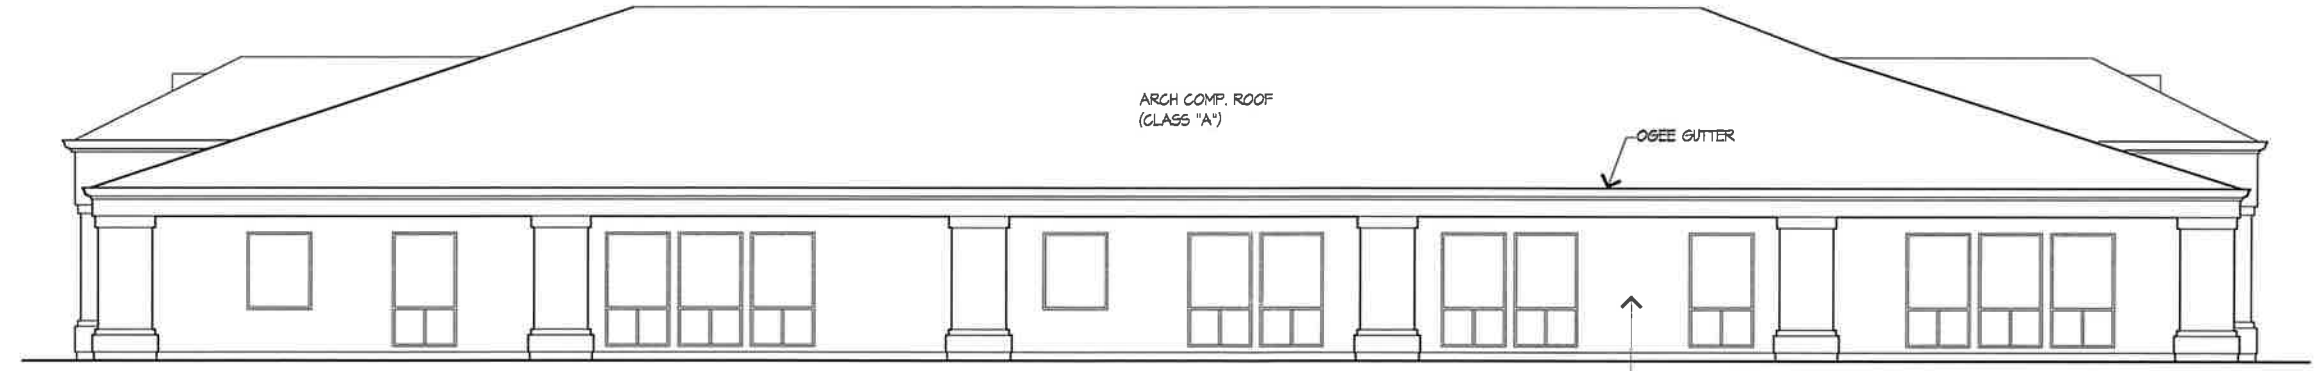 ARCH COMP. ROOF
(CLASS "A")
OGEE GUTTER